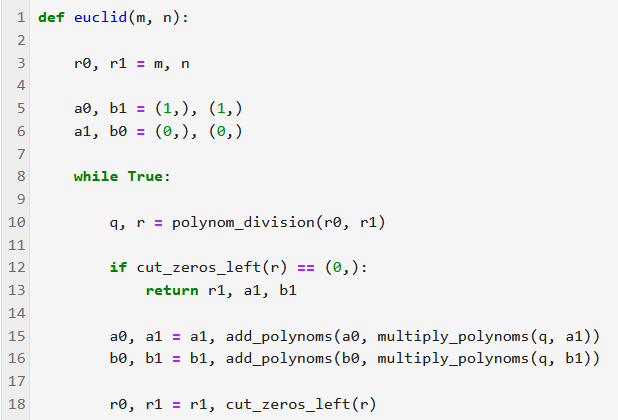 1 def euclid(m, n):
2
3     r0, r1 = m, n
4
5     a0, b1 = (1,), (1,)
6     a1, b0 = (0,), (0,)
7
8     while True:
9
10         q, r = polynom_division(r0, r1)
11
12         if cut_zeros_left(r) == (0,):
13             return r1, a1, b1
14
15         a0, a1 = a1, add_polynoms(a0, multiply_polynoms(q, a1))
16         b0, b1 = b1, add_polynoms(b0, multiply_polynoms(q, b1))
17
18         r0, r1 = r1, cut_zeros_left(r)